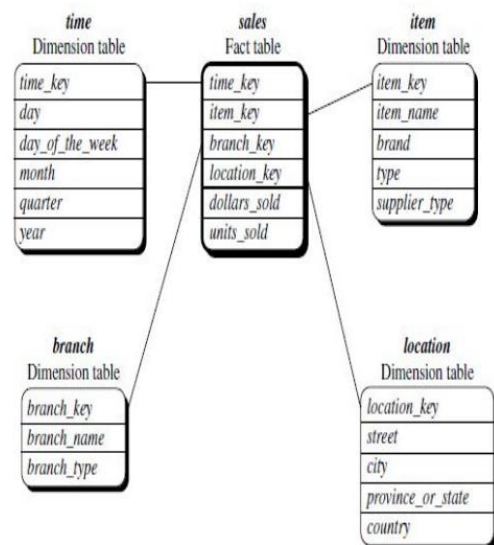 time
Dimension table
time_key
day
day_of_the_week
month
quarter
year
sales
Fact table
time_key
item_key
branch_key
location_key
dollars_sold
units_sold
item
Dimension table
item_key
item_name
brand
type
supplier_type
branch
Dimension table
branch_key
branch_name
branch_type
location
Dimension table
location_key
street
city
province_or_state
country